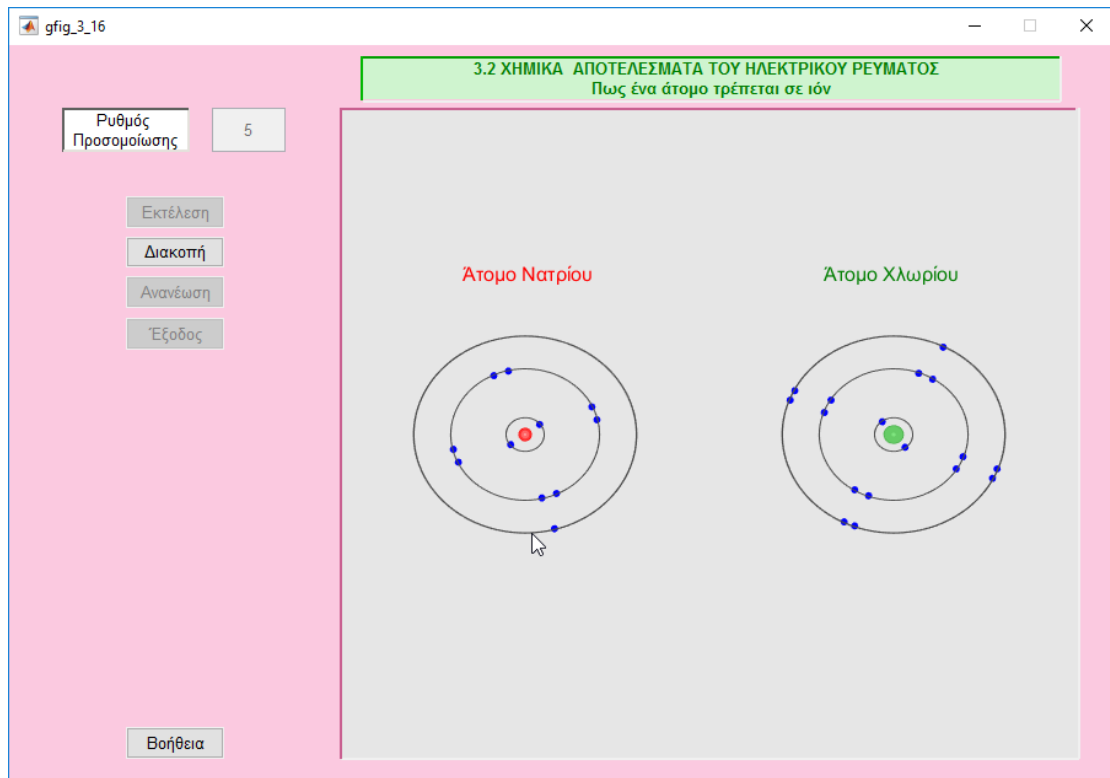 gfig_3_16
3.2 ΧΗΜΙΚΑ ΑΠΟΤΕΛΕΣΜΑΤΑ ΤΟΥ ΗΛΕΚΤΡΙΚΟΥ ΡΕΥΜΑΤΟΣ
Πως ένα άτομο τρέπεται σε ιόν
Ρυθμός
Προσομοίωσης
5
Εκτέλεση
Διακοπή
Ανανέωση
Έξοδος
Άτομο Νατρίου
Άτομο Χλωρίου
Βοήθεια